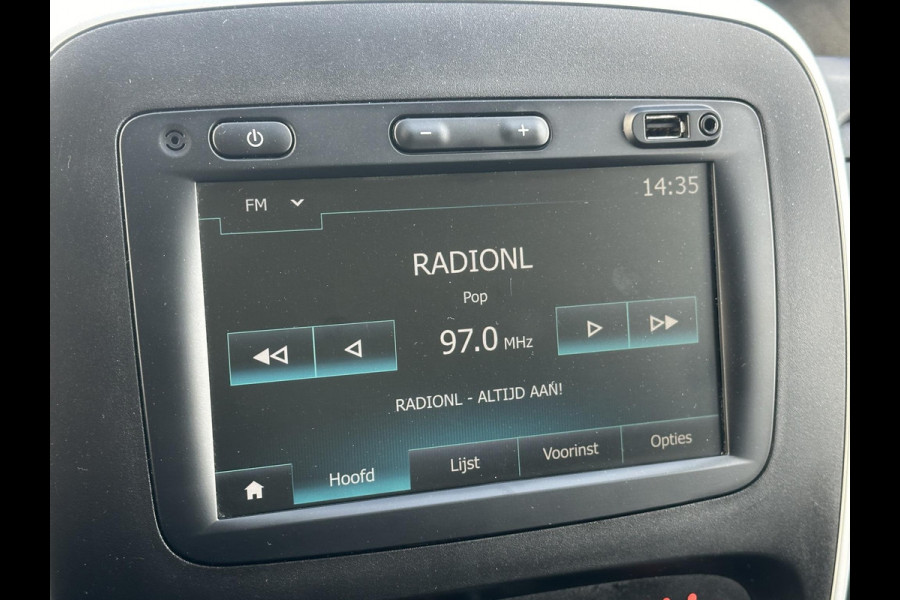 FM
14:35
RADIONL
Pop
97.0 MHz
RADIONL - ALTIJD AAŃ!
Hoofd
Lijst
Voorinst
Opties